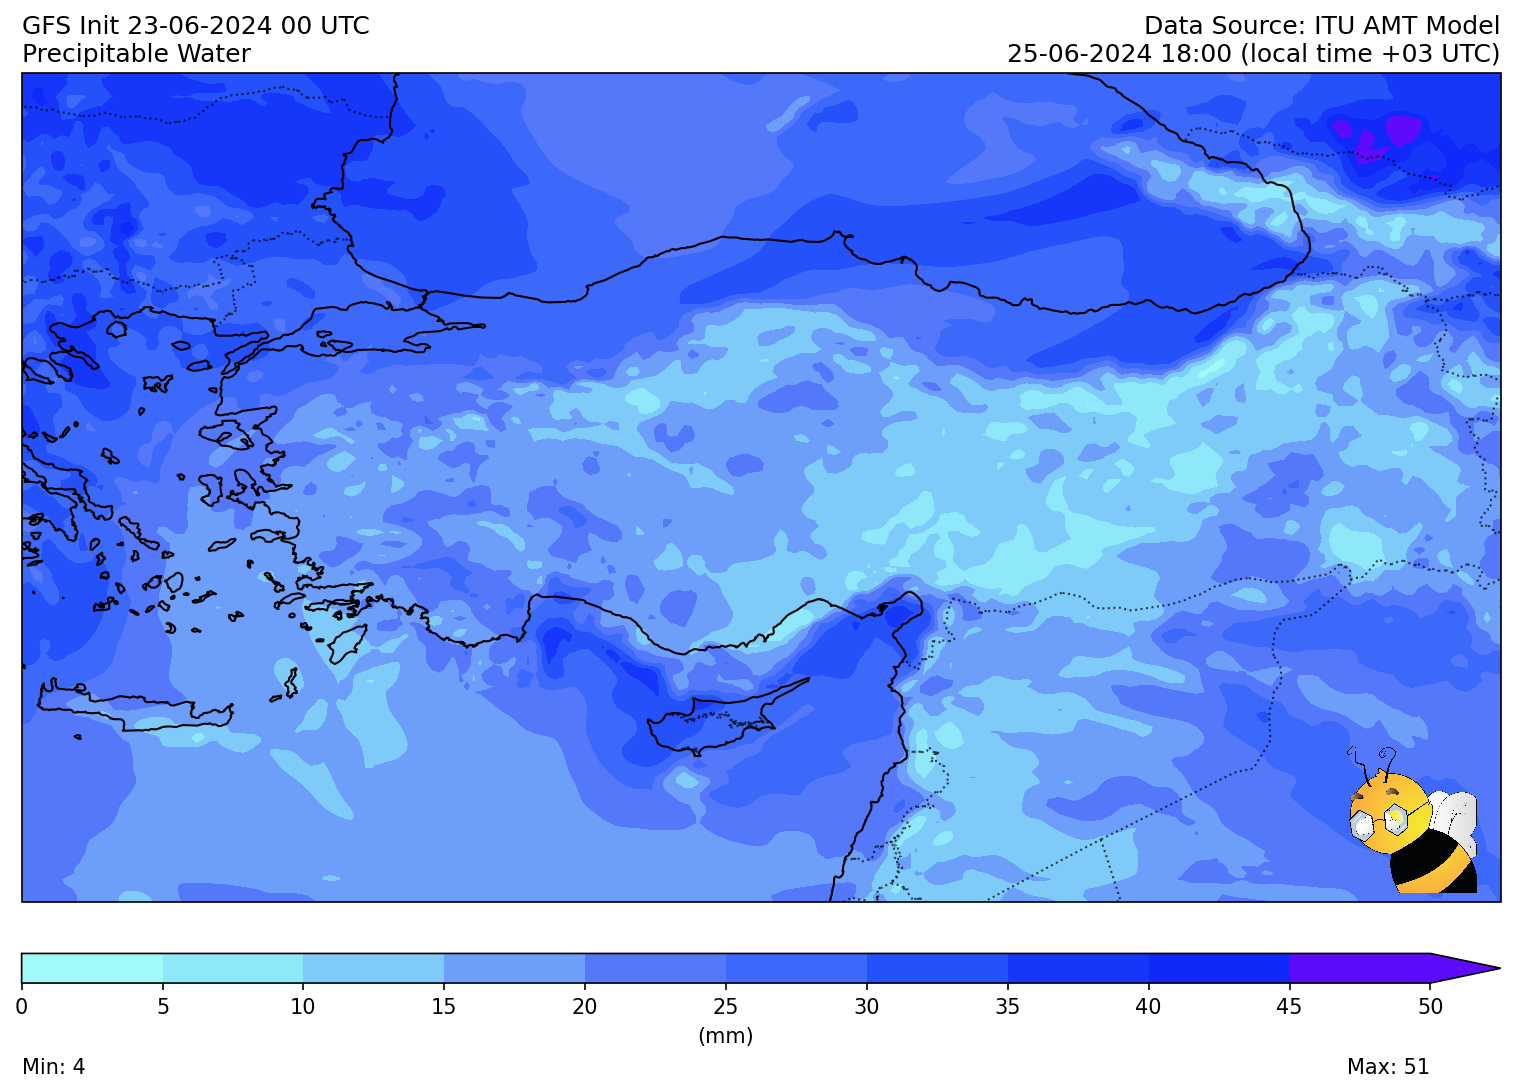 GFS Init 23-06-2024 00 UTC
Data Source: ITU AMT Model
Precipitable Water
25-06-2024 18:00 (local time +03 UTC)
0 5 10 15 20 25 30 35 40 45 50
(mm)
Min: 4
Max: 51